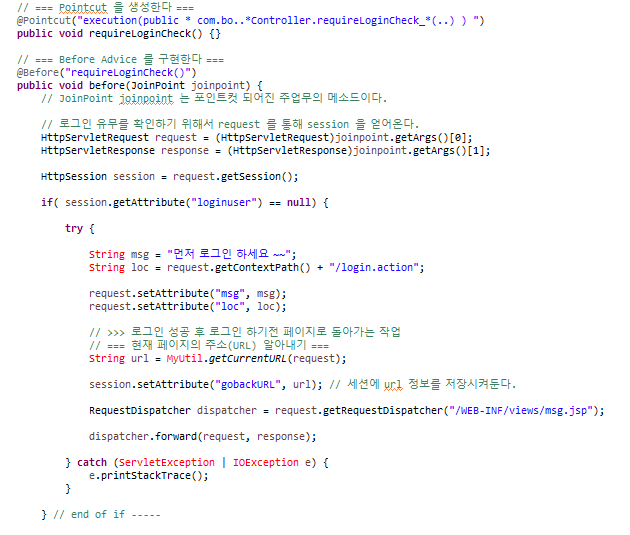 // === Pointcut 을 생성한다 ===
@Pointcut("execution(public * com.bo..*Controller.requireLoginCheck_*(..) ) ")
public void requireLoginCheck() {}
// === Before Advice 를 구현한다 ===
@Before("requireLoginCheck()")
public void before(JoinPoint joinpoint) {
// JoinPoint joinpoint 는 포인트컷 되어진 주업무의 메소드이다.
// 로그인 유무를 확인하기 위해서 request 를 통해 session 을 얻어온다.
HttpServletRequest request = (HttpServletRequest)joinpoint.getArgs()[0];
HttpServletResponse response = (HttpServletResponse)joinpoint.getArgs()[1];
HttpSession session = request.getSession();
if( session.getAttribute("loginuser") == null) {
try {
String msg = "먼저 로그인 하세요 ~~";
String loc = request.getContextPath() + "/login.action";
request.setAttribute("msg", msg);
request.setAttribute("loc", loc);
// >>> 로그인 성공 후 로그인 하기전 페이지로 돌아가는 작업
// === 현재 페이지의 주소(URL) 알아내기 ===
String url = MyUtil.getCurrentURL(request);
session.setAttribute("gobackURL", url); // 세션에 url 정보를 저장시켜둔다.
RequestDispatcher dispatcher = request.getRequestDispatcher("/WEB-INF/views/msg.jsp");
dispatcher.forward(request, response);
} catch (ServletException | IOException e) {
e.printStackTrace();
}
} // end of if -----